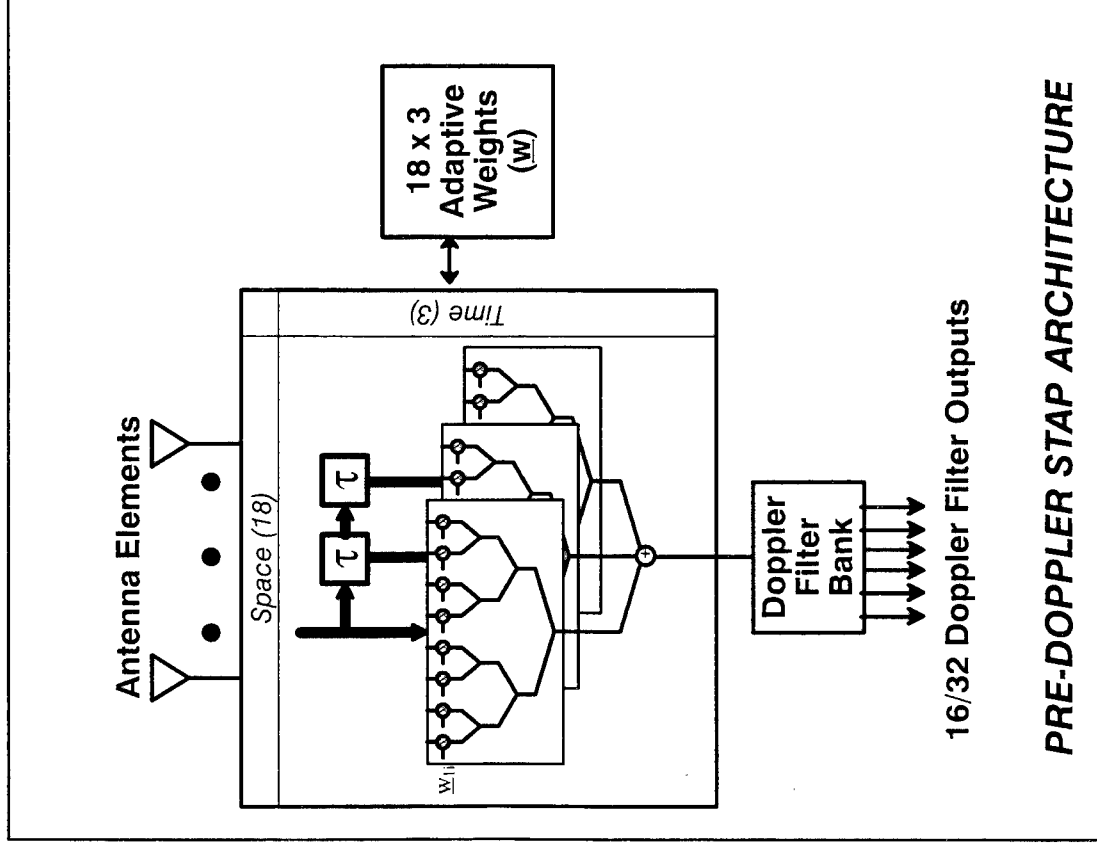 Antenna Elements
Space (18)
τ
τ
Time (3)
18 x 3
Adaptive
Weights
(w)
+
Doppler
Filter
Bank
16/32 Doppler Filter Outputs
PRE-DOPPLER STAP ARCHITECTURE